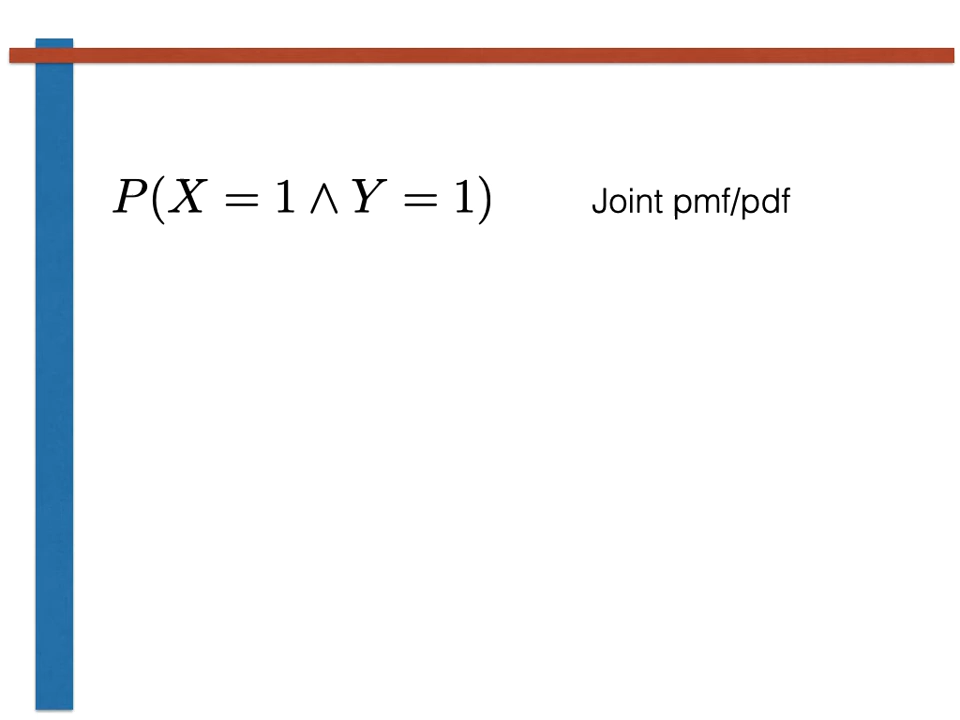 P(X = 1 ∧ Y = 1) Joint pmf/pdf